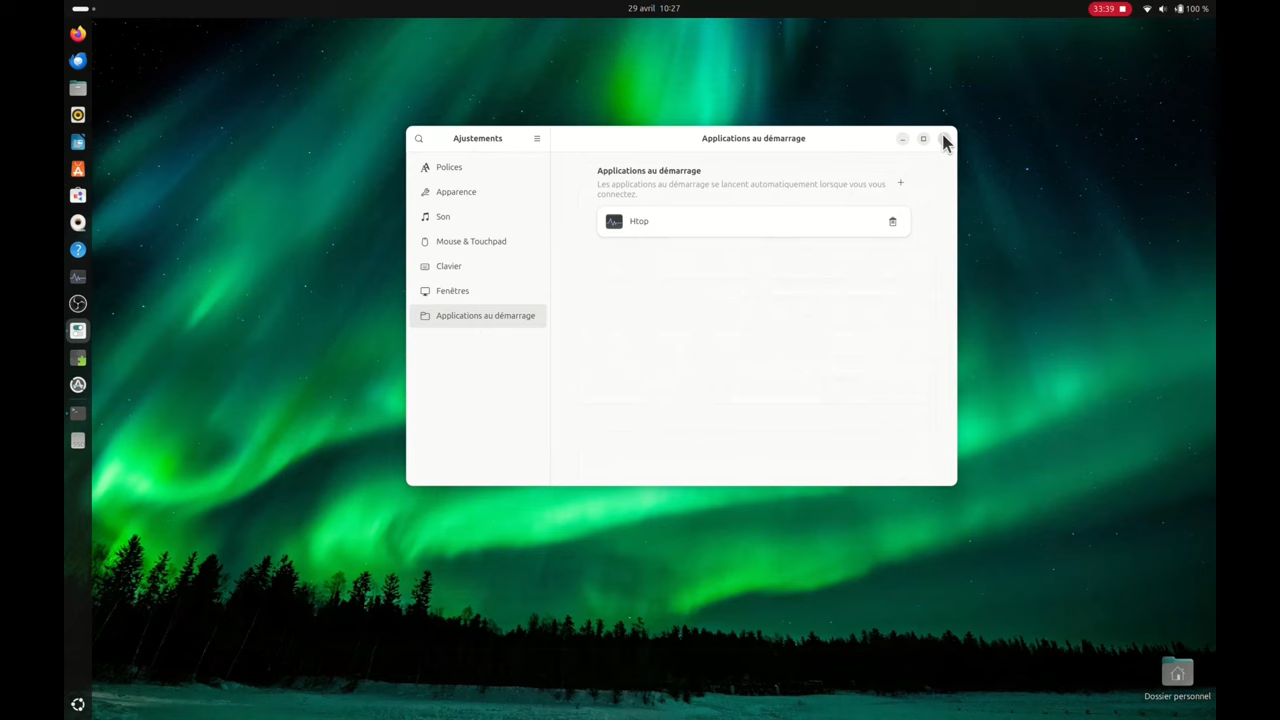 29 avril 10:27
33:39
100 %
Ajustements
Applications au démarrage
Polices
Apparence
Son
Mouse & Touchpad
Clavier
Fenêtres
Applications au démarrage
Applications au démarrage
Les applications au démarrage se lancent automatiquement lorsque vous vous
connectez.
Htop
Dossier personnel